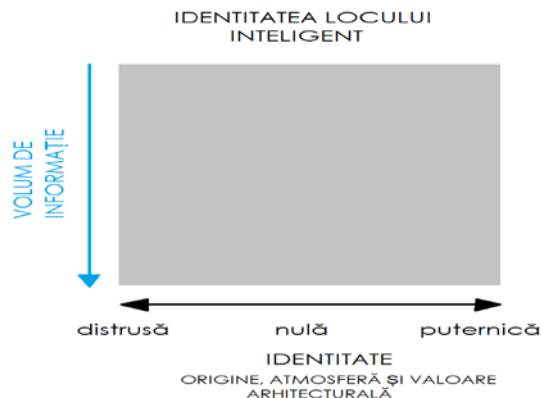 IDENTITATEA LOCULUI
INTELIGENT
VOLUM DE
INFORMAȚIE
distrusă nulă puternică
IDENTITATE
ORIGINE, ATMOSFERĂ ȘI VALOARE
ARHITECTURALĂ